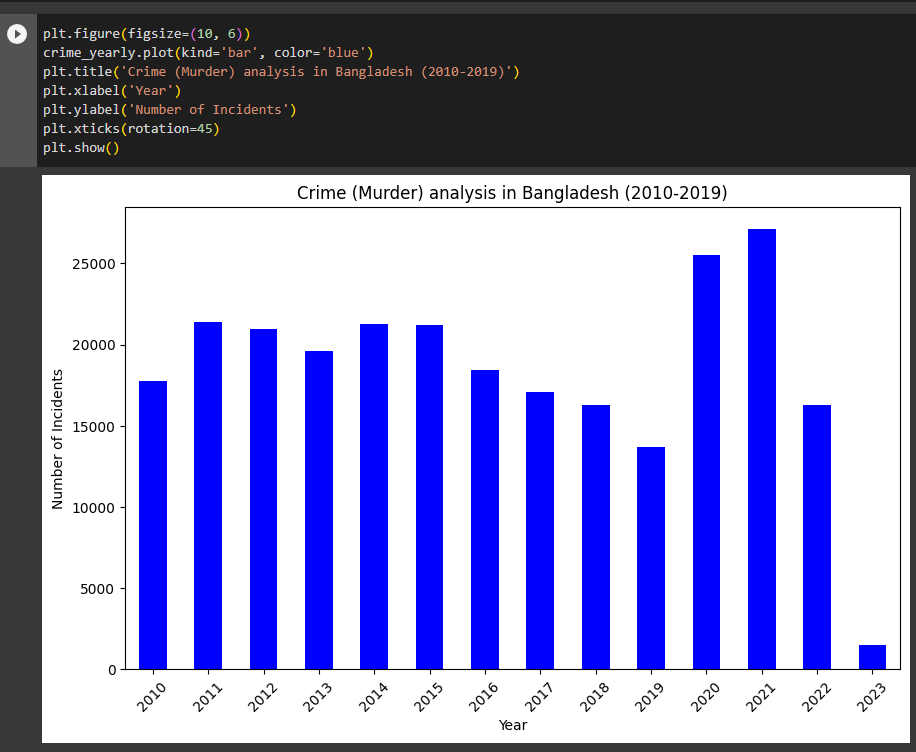 plt.figure(figsize=(10, 6))
crime_yearly.plot(kind='bar', color='blue')
plt.title('Crime (Murder) analysis in Bangladesh (2010-2019)')
plt.xlabel('Year')
plt.ylabel('Number of Incidents')
plt.xticks(rotation=45)
plt.show()
Crime (Murder) analysis in Bangladesh (2010-2019)
Number of Incidents
25000
20000
15000
10000
5000
0
2010 2011 2012 2013 2014 2015 2016 2017 2018 2019 2020 2021 2022 2023
Year